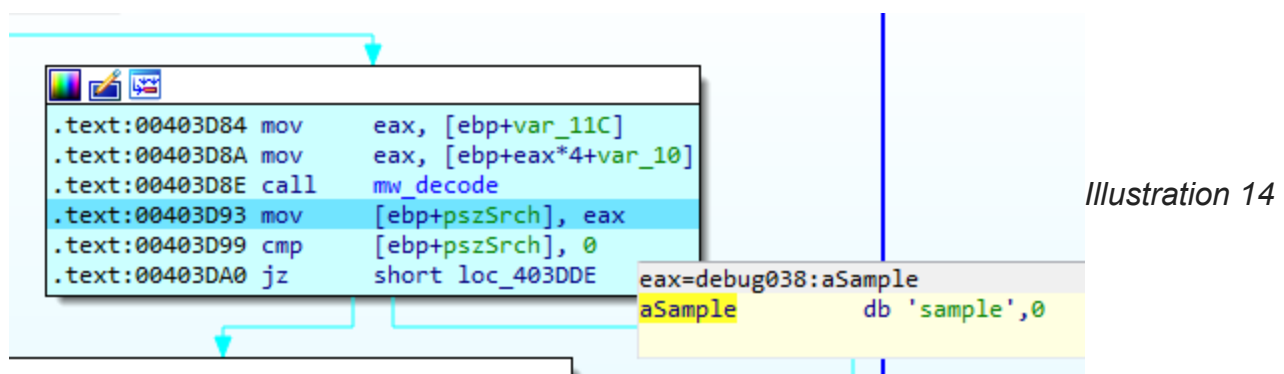 .text:00403D84 mov eax, [ebp+var_11C]
.text:00403D8A mov eax, [ebp+eax*4+var_10]
.text:00403D8E call mw_decode
.text:00403D93 mov [ebp+pszSrch], eax
.text:00403D99 cmp [ebp+pszSrch], 0
.text:00403DA0 jz short loc_403DDE
eax=debug038:aSample
aSample db 'sample',0
Illustration 14